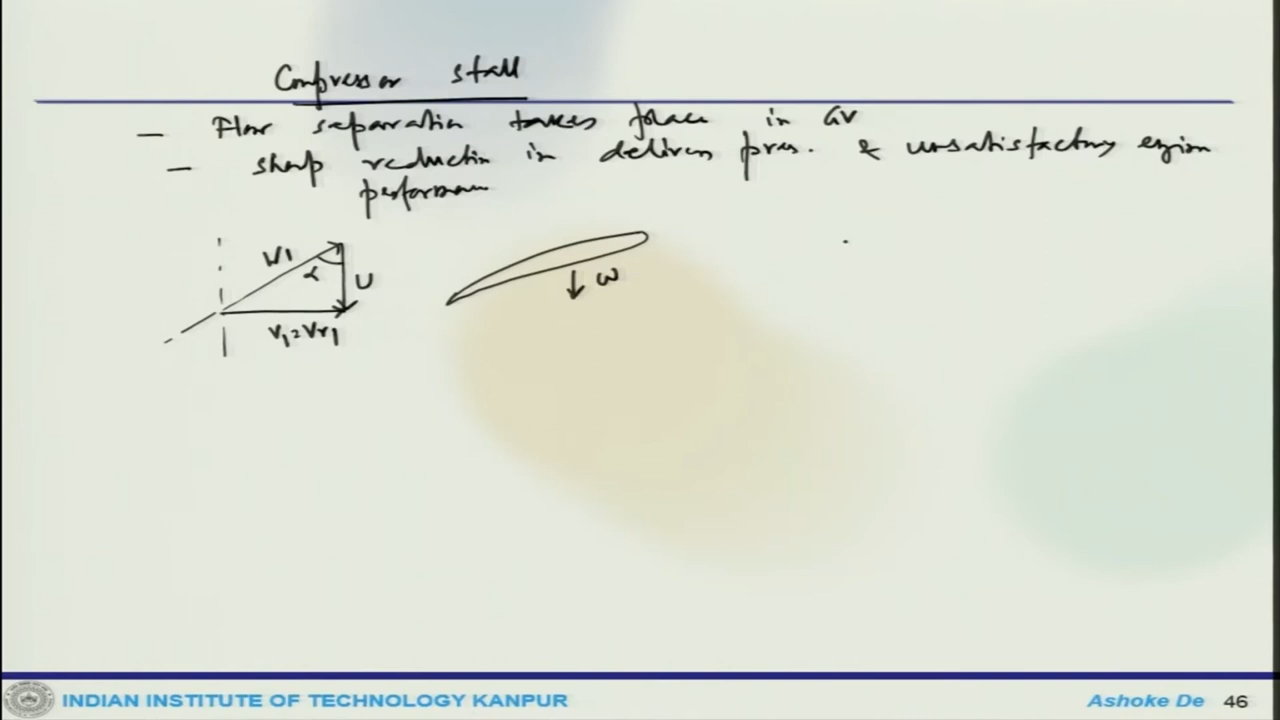 Compressor stall
— Flow separation takes place in GV
— sharp reduction in delivery pres. & unsatisfactory engine
performance
W1
α
U
V1 = Vr1
ω
INDIAN INSTITUTE OF TECHNOLOGY KANPUR
Ashoke De 46